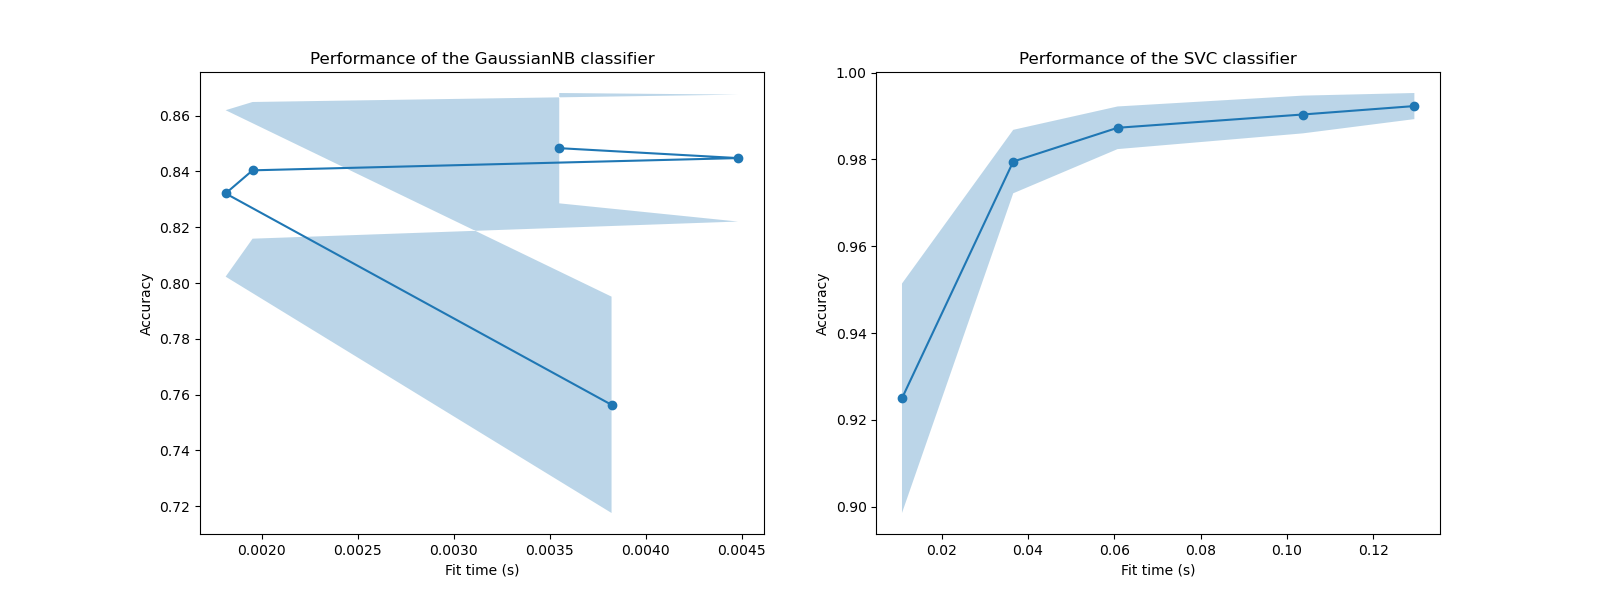 Performance of the GaussianNB classifier
Accuracy
0.86
0.84
0.82
0.80
0.78
0.76
0.74
0.72
0.0020 0.0025 0.0030 0.0035 0.0040 0.0045
Fit time (s)
Performance of the SVC classifier
Accuracy
1.00
0.98
0.96
0.94
0.92
0.90
0.02 0.04 0.06 0.08 0.10 0.12
Fit time (s)